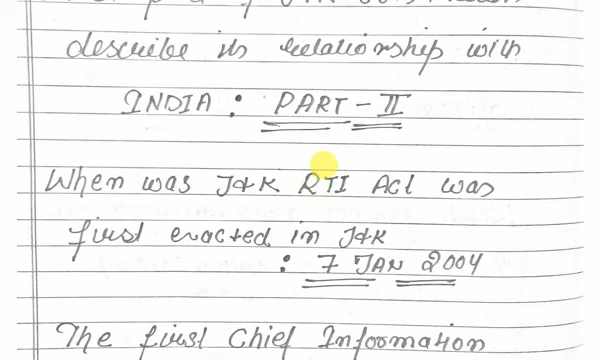 describe its relationship with
INDIA : PART - II
When was J&K RTI Act was
first enacted in J&K
: 7 JAN 2004
The first Chief Information